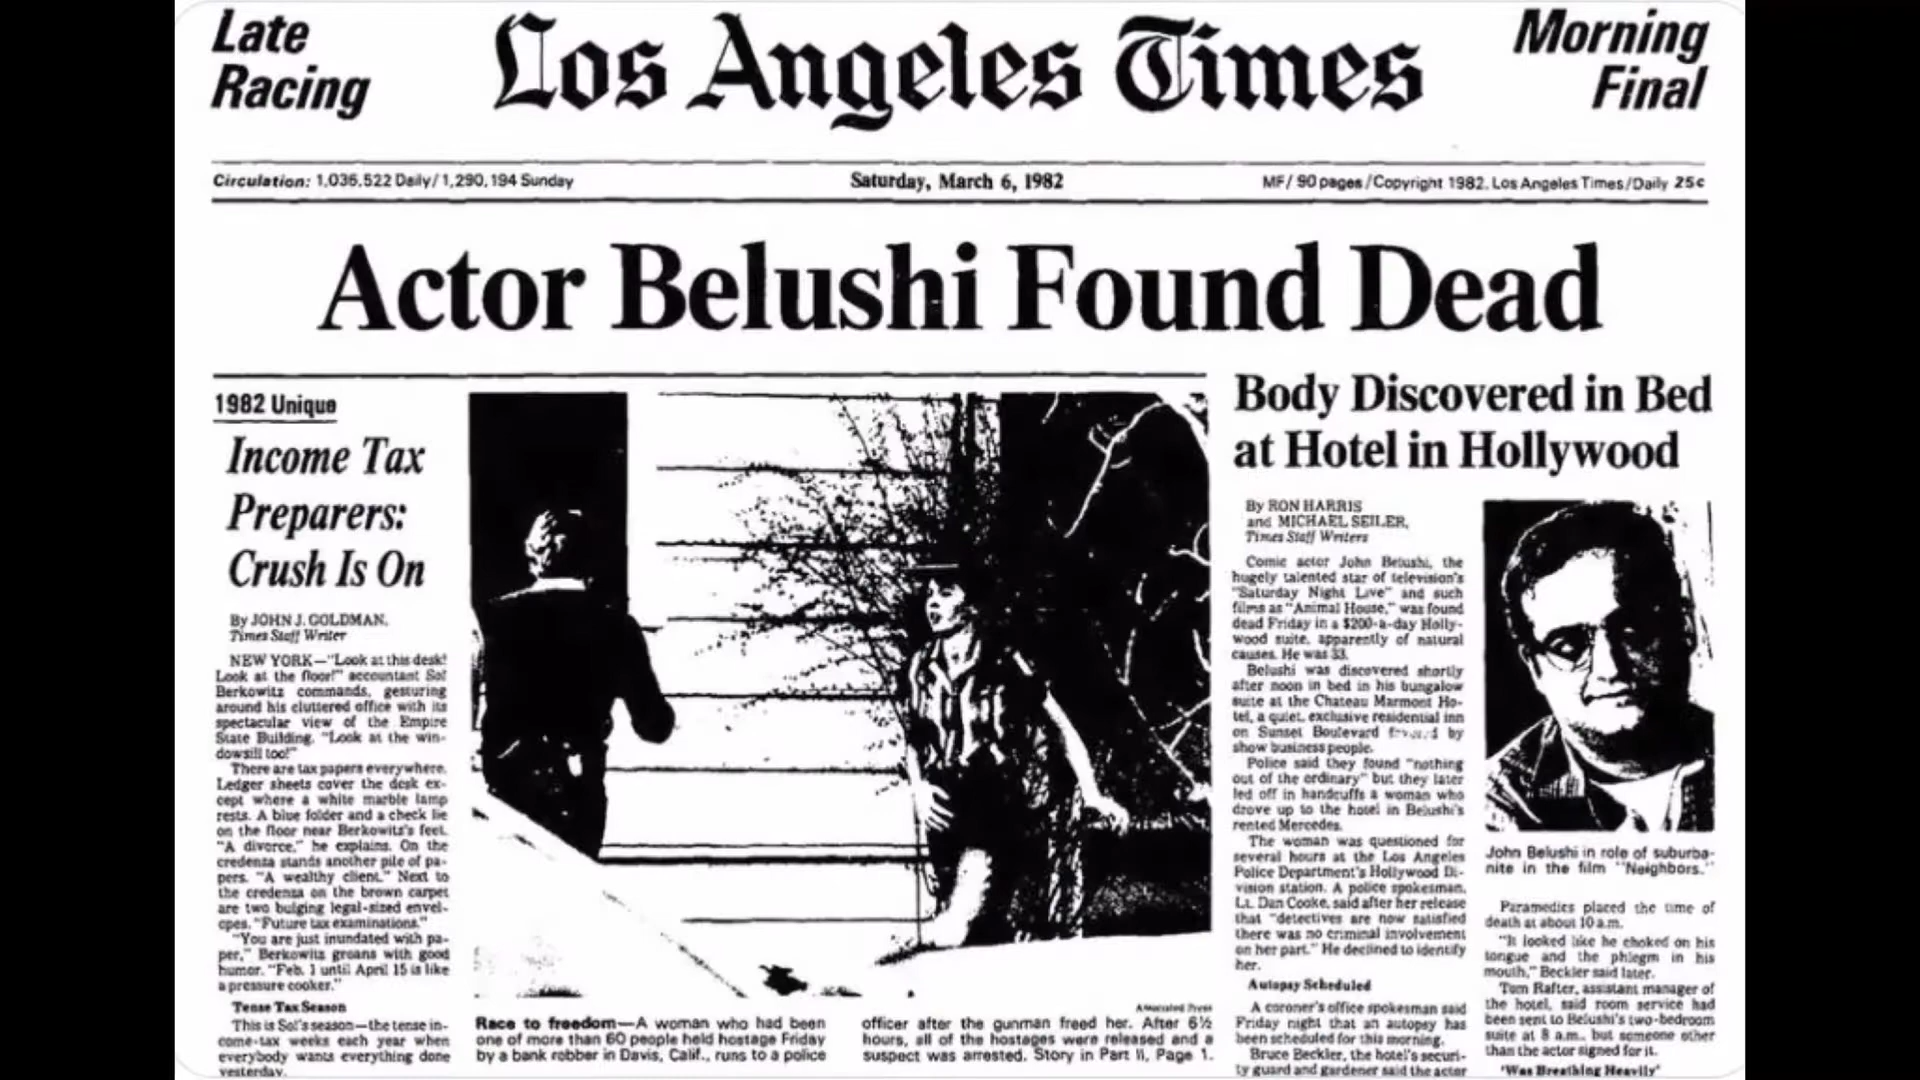 Late
Racing
Los Angeles Times
Morning
Final
Circulation: 1,036,522 Daily/ 1,290,194 Sunday
Saturday, March 6, 1982
MF/ 90 pages /Copyright 1982. Los Angeles Times/Daily 25c
Actor Belushi Found Dead
1982 Unique
Income Tax
Preparers:
Crush Is On
By JOHN J. GOLDMAN,
Times Staff Writer
NEW YORK—"Look at this desk!
Look at the floor!" accountant Sol
Berkowitz commands, gesturing
around his cluttered office with its
spectacular view of the Empire
State Building. "Look at the win-
dowsill too!"
There are tax papers everywhere.
Ledger sheets cover the desk ex-
cept where a white marble lamp
rests. A blue folder and a check lie
on the floor near Berkowitz's feet.
"A divorce," he explains. On the
credenza stands another pile of pa-
pers. "A wealthy client." Next to
the credenza on the brown carpet
are two bulging legal-sized envel-
opes. "Future tax examinations."
"You are just inundated with pa-
per," Berkowitz groans with good
humor. "Feb. 1 until April 15 is like
a pressure cooker."
Tense Tax Season
This is Sol's season—the tense in-
come-tax weeks each year when
everybody wants everything done
yesterday.
Associated Press
Race to freedom—A woman who had been
one of more than 60 people held hostage Friday
by a bank robber in Davis, Calif., runs to a police
officer after the gunman freed her. After 6½
hours, all of the hostages were released and a
suspect was arrested. Story in Part II, Page 1.
Body Discovered in Bed
at Hotel in Hollywood
By RON HARRIS
and MICHAEL SEILER,
Times Staff Writers
Comic actor John Belushi, the
hugely talented star of television's
"Saturday Night Live" and such
films as "Animal House," was found
dead Friday in a $200-a-day Holly-
wood suite, apparently of natural
causes. He was 33.
Belushi was discovered shortly
after noon in bed in his bungalow
suite at the Chateau Marmont Ho-
tel, a quiet, exclusive residential inn
on Sunset Boulevard by
show business people.
Police said they found "nothing
out of the ordinary" but they later
led off in handcuffs a woman who
drove up to the hotel in Belushi's
rented Mercedes.
The woman was questioned for
several hours at the Los Angeles
Police Department's Hollywood Di-
vision station. A police spokesman,
Lt. Dan Cooke, said after her release
that "detectives are now satisfied
there was no criminal involvement
on her part." He declined to identify
her.
Autopsy Scheduled
A coroner's office spokesman said
Friday night that an autopsy has
been scheduled for this morning.
Bruce Beckler, the hotel's securi-
ty guard and gardener said the actor
John Belushi in role of suburba-
nite in the film "Neighbors."
Paramedics placed the time of
death at about 10 a.m.
"It looked like he choked on his
tongue and the phlegm in his
mouth," Beckler said later.
Tom Rafter, assistant manager of
the hotel, said room service had
been sent to Belushi's two-bedroom
suite at 8 a.m., but someone other
than the actor signed for it.
'Was Breathing Heavily'